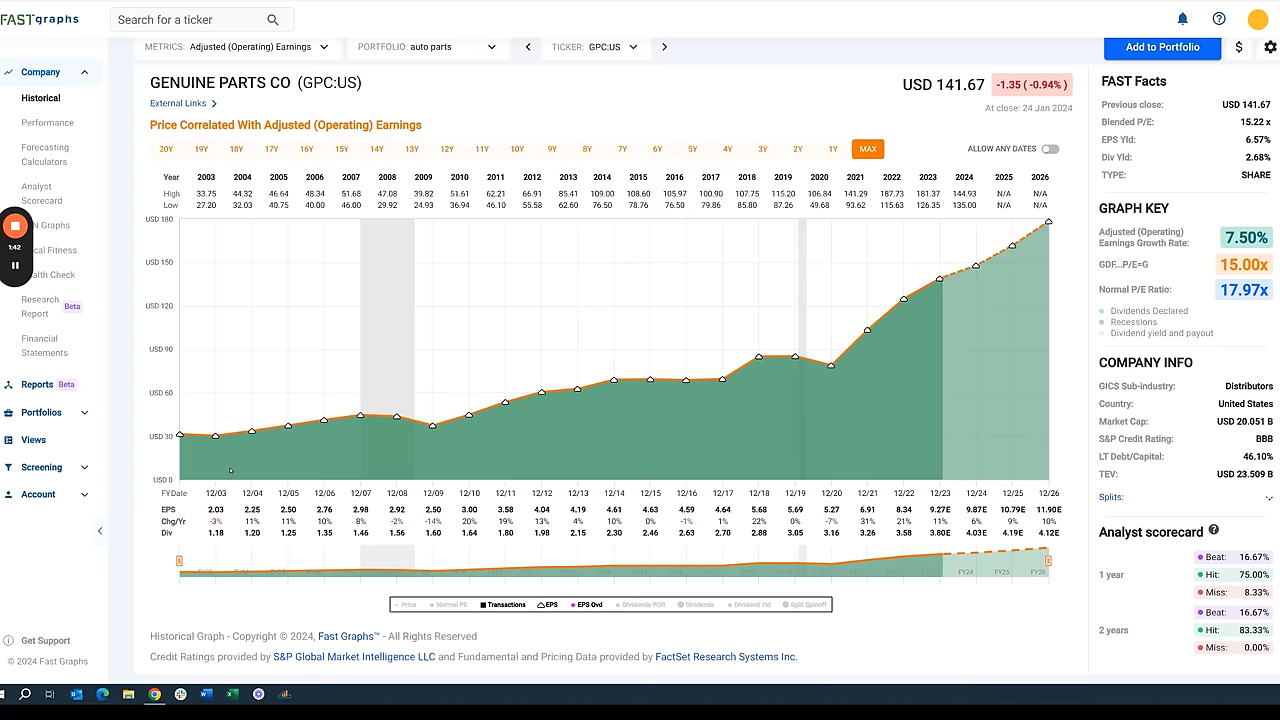 FAST graphs
Search for a ticker
METRICS: Adjusted (Operating) Earnings
PORTFOLIO: auto parts
TICKER: GPC:US
Add to Portfolio
$
Company
Historical
Performance
Forecasting
Calculators
Analyst
Scorecard
N Graphs
cal Fitness
alth Check
Research
Report
Beta
Financial
Statements
Reports Beta
Portfolios
Views
Screening
Account
Get Support
© 2024 Fast Graphs
1:42
GENUINE PARTS CO (GPC:US)
USD 141.67 -1.35 ( -0.94% )
External Links
At close: 24 Jan 2024
Price Correlated With Adjusted (Operating) Earnings
20Y 19Y 18Y 17Y 16Y 15Y 14Y 13Y 12Y 11Y 10Y 9Y 8Y 7Y 6Y 5Y 4Y 3Y 2Y 1Y MAX
ALLOW ANY DATES
Year 2003 2004 2005 2006 2007 2008 2009 2010 2011 2012 2013 2014 2015 2016 2017 2018 2019 2020 2021 2022 2023 2024 2025 2026
High 33.75 44.32 46.64 48.34 51.68 47.08 39.82 51.61 62.21 66.91 85.41 109.00 108.60 105.97 100.90 107.75 115.20 106.84 141.29 187.73 181.37 144.93 N/A N/A
Low 27.20 32.03 40.75 40.00 46.00 29.92 24.93 36.94 46.10 55.58 62.60 76.50 78.76 76.50 79.86 85.80 87.26 49.68 93.62 115.63 126.35 135.00 N/A N/A
USD 180
USD 150
USD 120
USD 90
USD 60
USD 30
USD 0
FYDate 12/03 12/04 12/05 12/06 12/07 12/08 12/09 12/10 12/11 12/12 12/13 12/14 12/15 12/16 12/17 12/18 12/19 12/20 12/21 12/22 12/23 12/24 12/25 12/26
EPS 2.03 2.25 2.50 2.76 2.98 2.92 2.50 3.00 3.58 4.04 4.19 4.61 4.63 4.59 4.64 5.68 5.69 5.27 6.91 8.34 9.27E 9.87E 10.79E 11.90E
Chg/Yr -3% 11% 11% 10% 8% -2% -14% 20% 19% 13% 4% 10% 0% -1% 1% 22% 0% -7% 31% 21% 11% 6% 9% 10%
Div 1.18 1.20 1.25 1.35 1.46 1.56 1.60 1.64 1.80 1.98 2.15 2.30 2.46 2.63 2.70 2.88 3.05 3.16 3.26 3.58 3.80E 4.03E 4.19E 4.12E
FY24 FY25 FY26
Price Normal PE Transactions EPS EPS Ovd Dividends POR Dividends Dividend Yld Split Spinoff
Historical Graph - Copyright © 2024, Fast Graphs™ - All Rights Reserved
Credit Ratings provided by S&P Global Market Intelligence LLC and Fundamental and Pricing Data provided by FactSet Research Systems Inc.
FAST Facts
Previous close: USD 141.67
Blended P/E: 15.22 x
EPS Yld: 6.57%
Div Yld: 2.68%
TYPE: SHARE
GRAPH KEY
Adjusted (Operating)
Earnings Growth Rate: 7.50%
GDF...P/E=G 15.00x
Normal P/E Ratio: 17.97x
Dividends Declared
Recessions
Dividend yield and payout
COMPANY INFO
GICS Sub-industry: Distributors
Country: United States
Market Cap: USD 20.051 B
S&P Credit Rating: BBB
LT Debt/Capital: 46.10%
TEV: USD 23.509 B
Splits:
Analyst scorecard
1 year
Beat: 16.67%
Hit: 75.00%
Miss: 8.33%
2 years
Beat: 16.67%
Hit: 83.33%
Miss: 0.00%